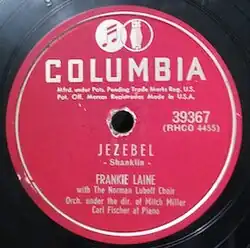 COLUMBIA
Mfrd. under Pats. Pending Trade Marks Reg. U.S.
Pat. Off. Marcas Registradas Made in U.S.A.
39367
(RHCO 4455)
JEZEBEL
- Shanklin -
FRANKIE LAINE
with The Norman Luboff Choir
Orch. under the dir. of Mitch Miller
Carl Fischer at Piano